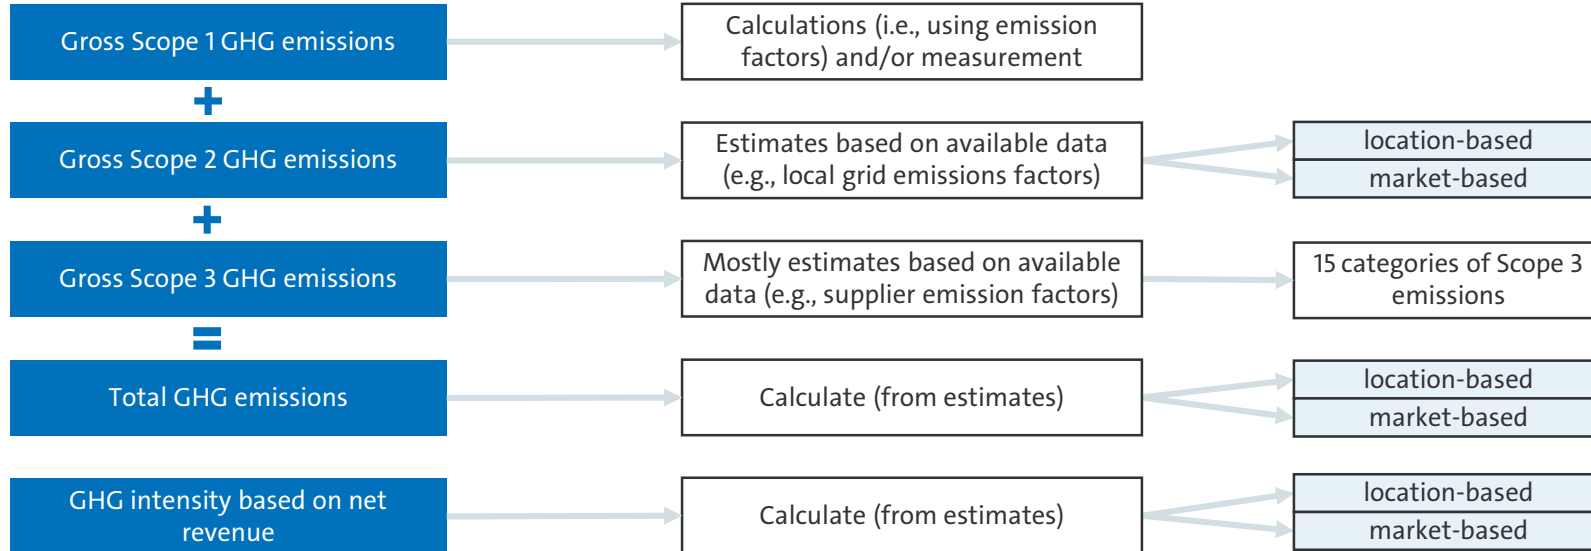 Gross Scope 1 GHG emissions
Calculations (i.e., using emission
factors) and/or measurement
+
Gross Scope 2 GHG emissions
Estimates based on available data
(e.g., local grid emissions factors)
location-based
market-based
+
Gross Scope 3 GHG emissions
Mostly estimates based on available
data (e.g., supplier emission factors)
15 categories of Scope 3
emissions
=
Total GHG emissions
Calculate (from estimates)
location-based
market-based
GHG intensity based on net
revenue
Calculate (from estimates)
location-based
market-based